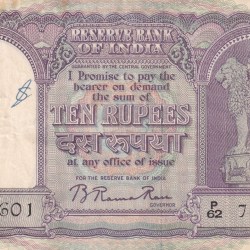 RESERVE BANK
OF INDIA
GUARANTEED BY THE CENTRAL GOVERNMENT
I Promise to pay the
bearer on demand
the sum of
TEN RUPEES
दस रुपया
at any office of issue
FOR THE RESERVE BANK OF INDIA
B. Rama Rau
GOVERNOR
601
P/62 7